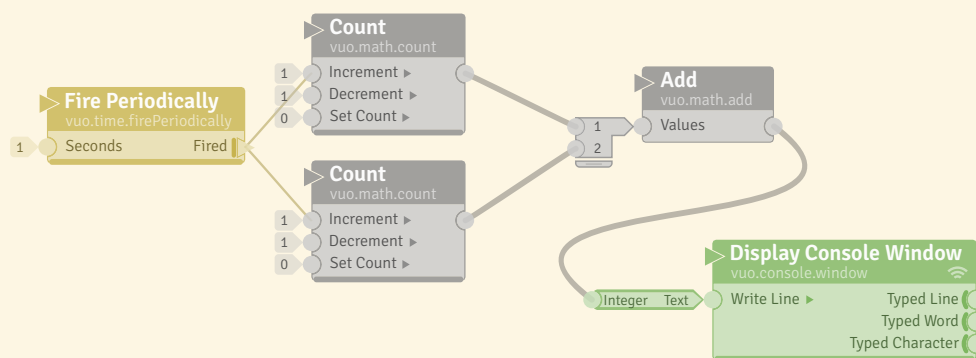 Fire Periodically
vuo.time.firePeriodically
1 Seconds Fired
Count
vuo.math.count
1 Increment
1 Decrement
0 Set Count
Count
vuo.math.count
1 Increment
1 Decrement
0 Set Count
1
2
Add
vuo.math.add
Values
Integer Text
Display Console Window
vuo.console.window
Write Line Typed Line
Typed Word
Typed Character